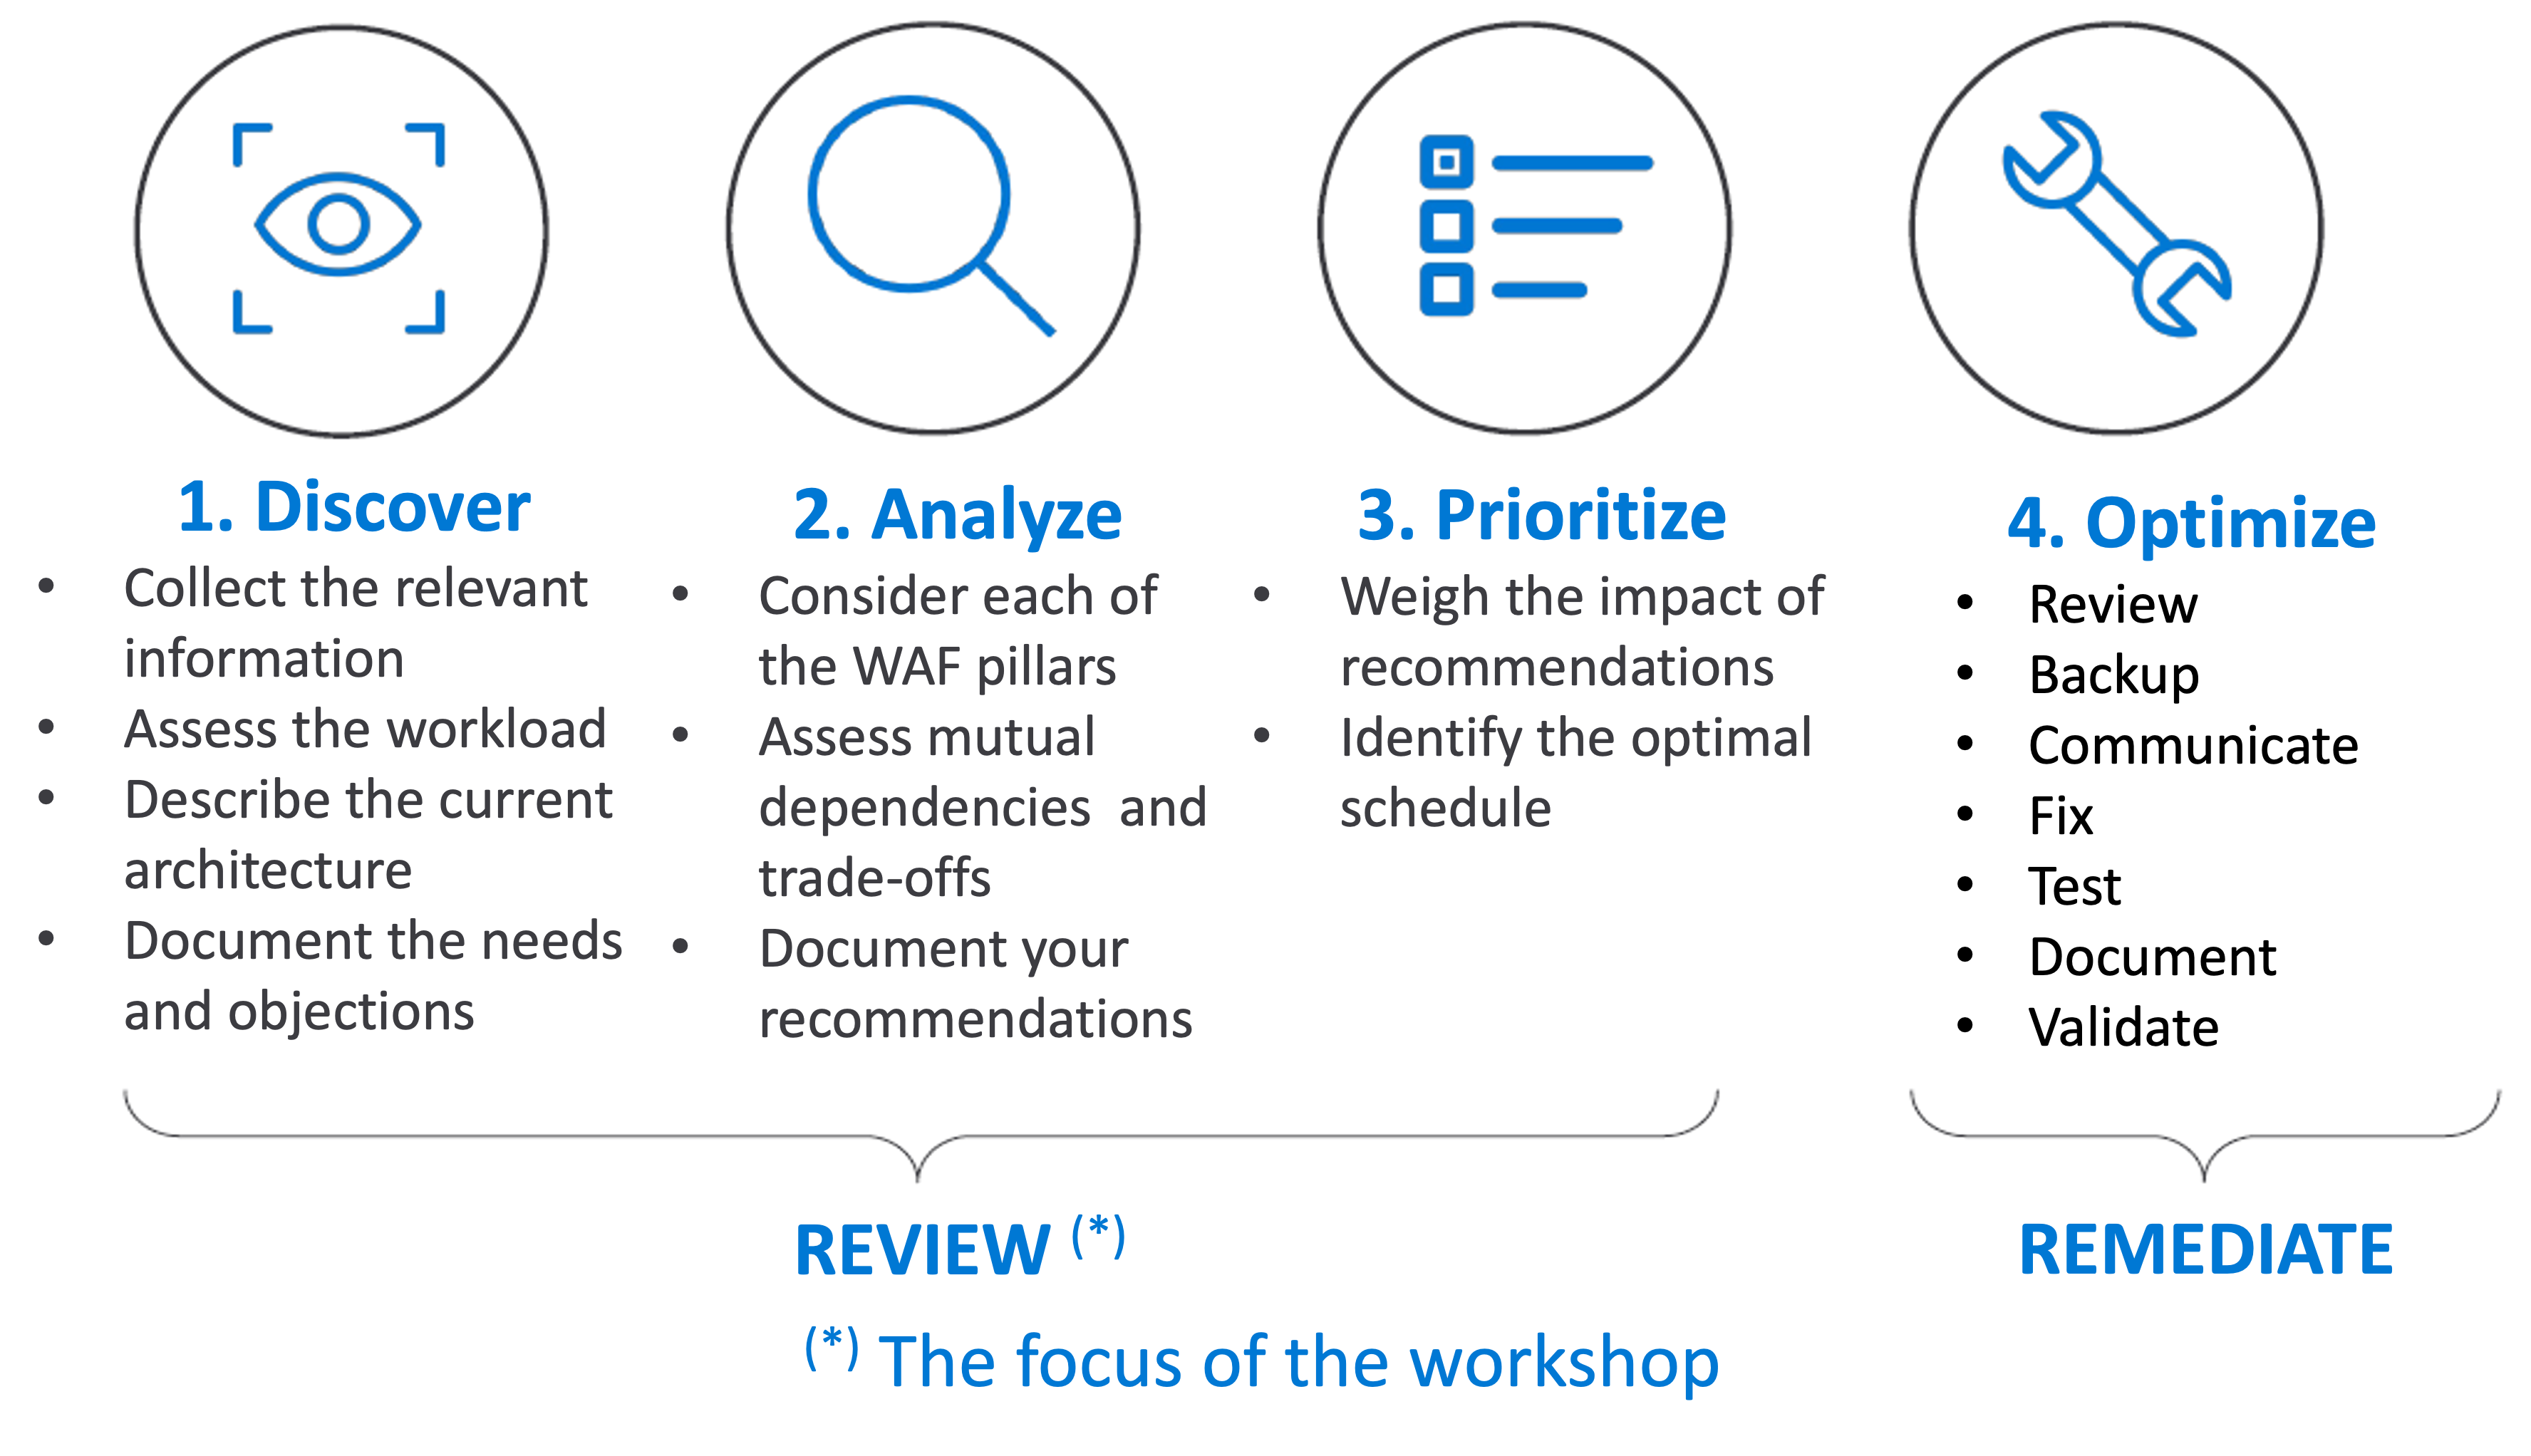 1. Discover
• Collect the relevant
information
• Assess the workload
• Describe the current
architecture
• Document the needs
and objections
2. Analyze
• Consider each of
the WAF pillars
• Assess mutual
dependencies  and
trade-offs
• Document your
recommendations
3. Prioritize
• Weigh the impact of
recommendations
• Identify the optimal
schedule
4. Optimize
• Review
• Backup
• Communicate
• Fix
• Test
• Document
• Validate
REVIEW (*)
REMEDIATE
(*) The focus of the workshop